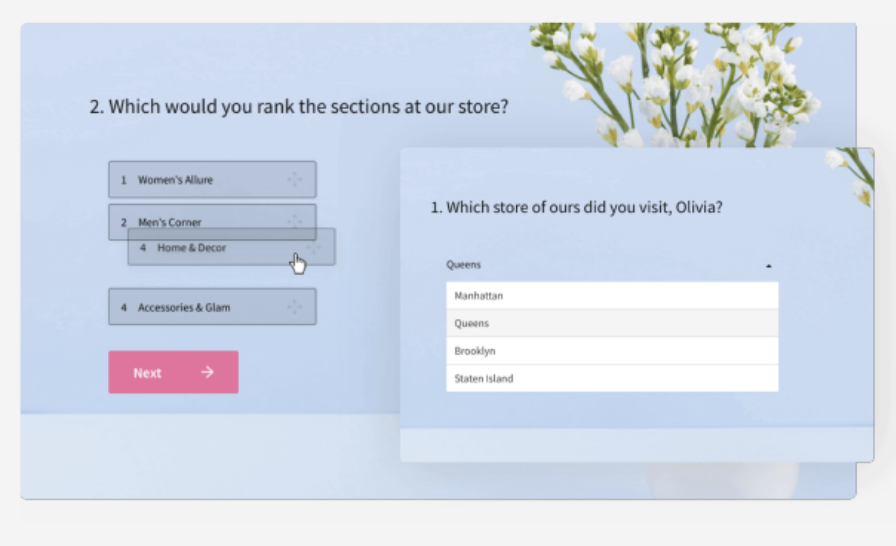 2. Which would you rank the sections at our store?
1 Women's Allure
2 Men's Corner
4 Home & Decor
4 Accessories & Glam
Next
1. Which store of ours did you visit, Olivia?
Queens
Manhattan
Queens
Brooklyn
Staten Island